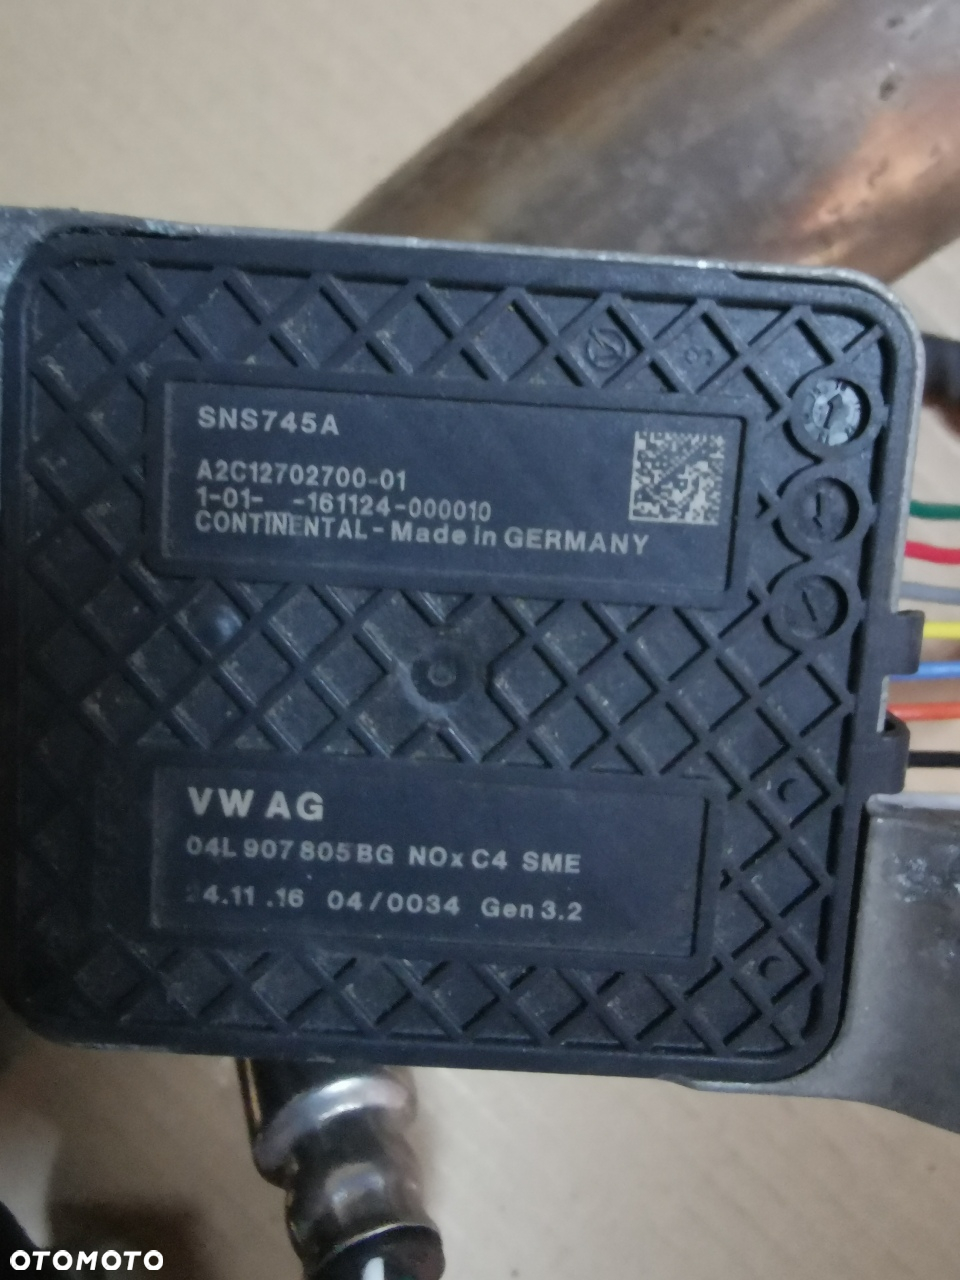 SNS745A
A2C12702700-01
1-01- -161124-000010
CONTINENTAL - Made in GERMANY
VW AG
04L 907 805 BG NOx C4 SME
24.11 .16 04/0034 Gen 3.2
OTOMOTO